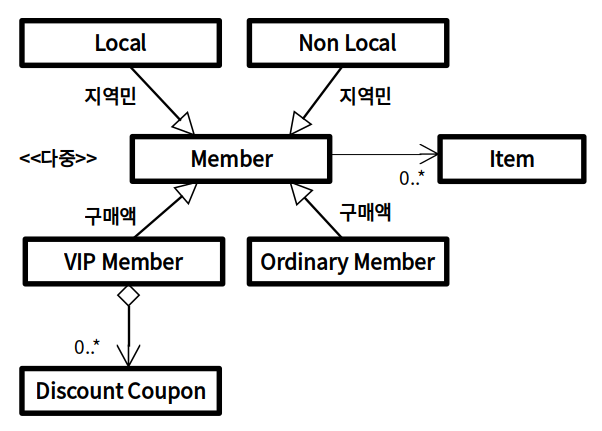 Local
Non Local
지역민
지역민
<<다중>>
Member
Item
0..*
구매액
구매액
VIP Member
Ordinary Member
0..*
Discount Coupon